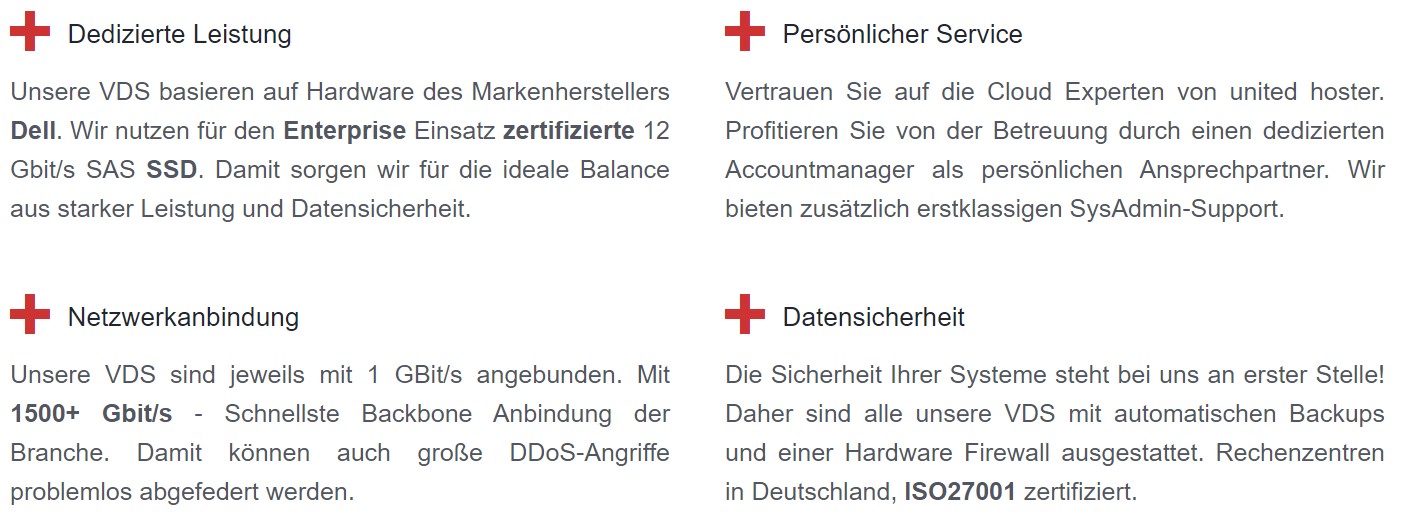 Dedizierte Leistung
Unsere VDS basieren auf Hardware des Markenherstellers
Dell. Wir nutzen für den Enterprise Einsatz zertifizierte 12
Gbit/s SAS SSD. Damit sorgen wir für die ideale Balance
aus starker Leistung und Datensicherheit.
Persönlicher Service
Vertrauen Sie auf die Cloud Experten von united hoster.
Profitieren Sie von der Betreuung durch einen dedizierten
Accountmanager als persönlichen Ansprechpartner. Wir
bieten zusätzlich erstklassigen SysAdmin-Support.
Netzwerkanbindung
Unsere VDS sind jeweils mit 1 GBit/s angebunden. Mit
1500+ Gbit/s - Schnellste Backbone Anbindung der
Branche. Damit können auch große DDoS-Angriffe
problemlos abgefedert werden.
Datensicherheit
Die Sicherheit Ihrer Systeme steht bei uns an erster Stelle!
Daher sind alle unsere VDS mit automatischen Backups
und einer Hardware Firewall ausgestattet. Rechenzentren
in Deutschland, ISO27001 zertifiziert.